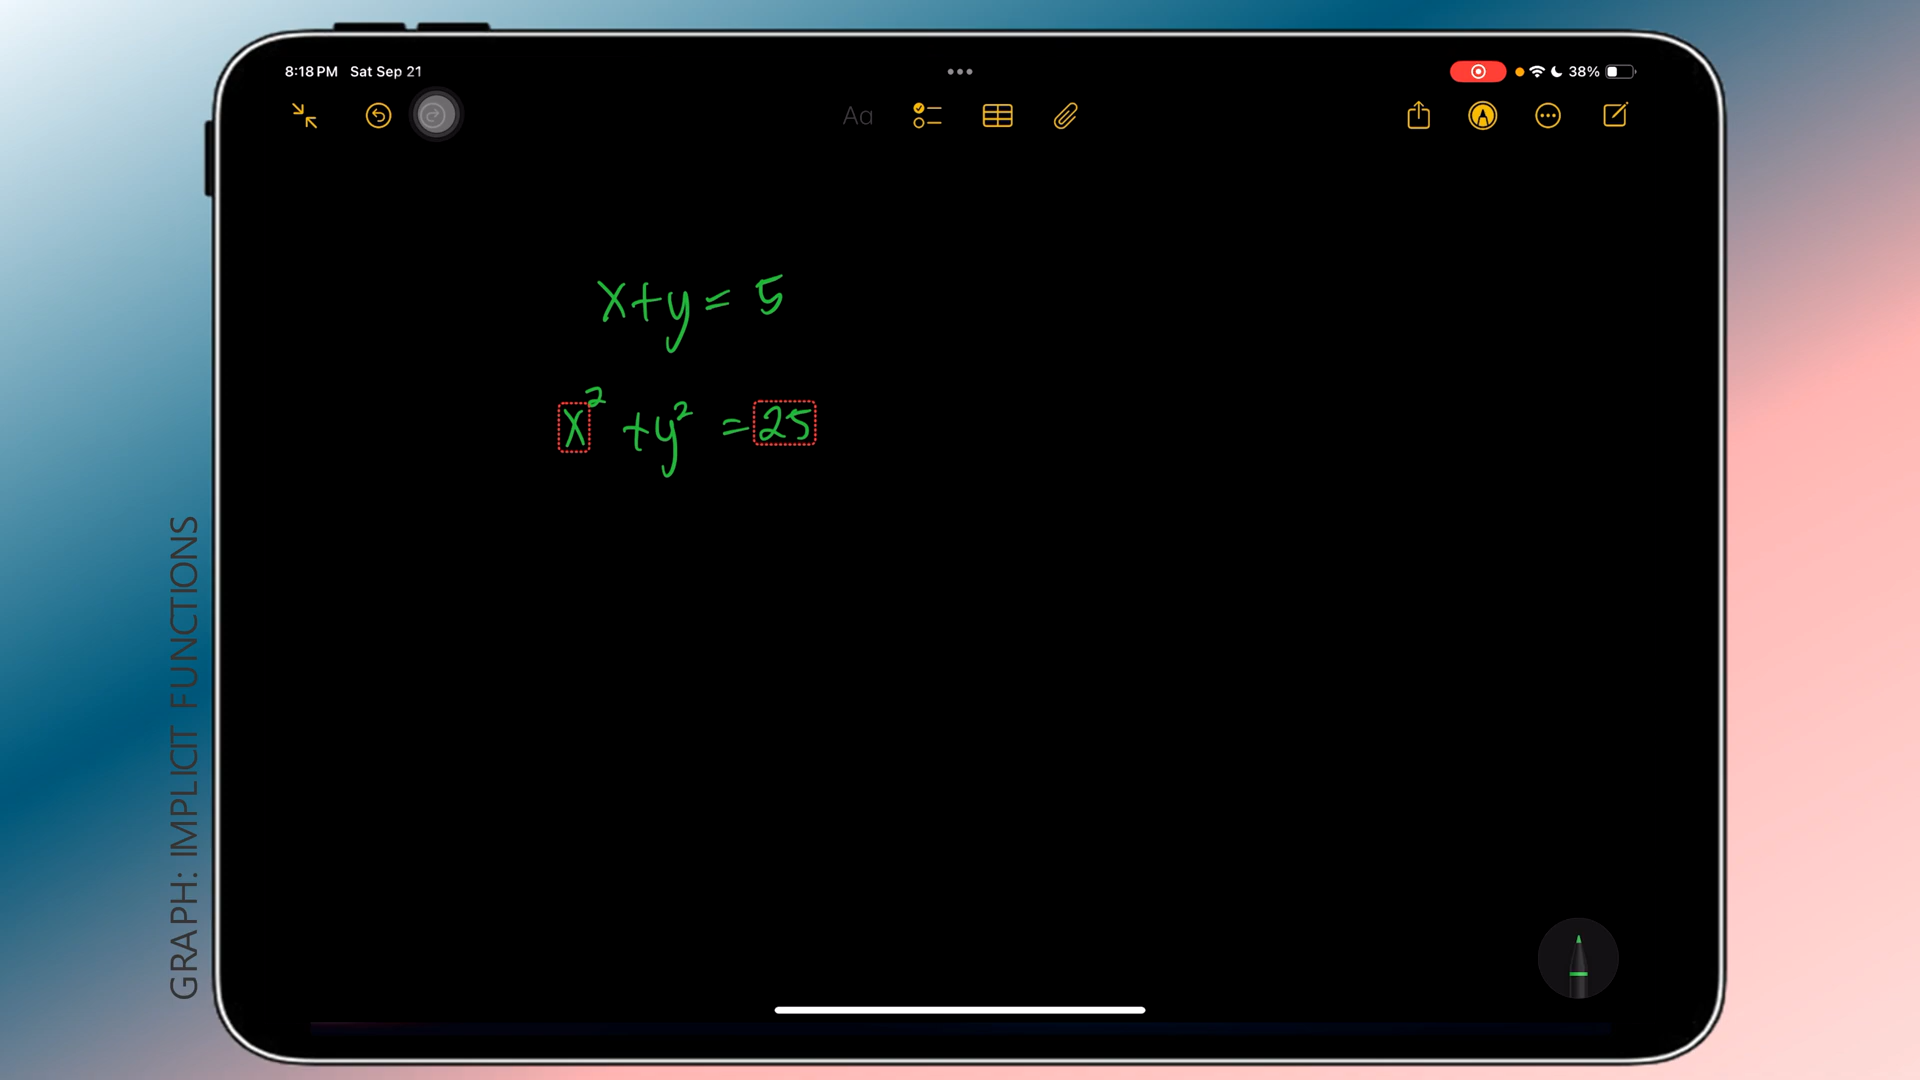 8:18 PM Sat Sep 21
38%
Aa
x+y = 5
x² + y² = 25
GRAPH: IMPLICIT FUNCTIONS